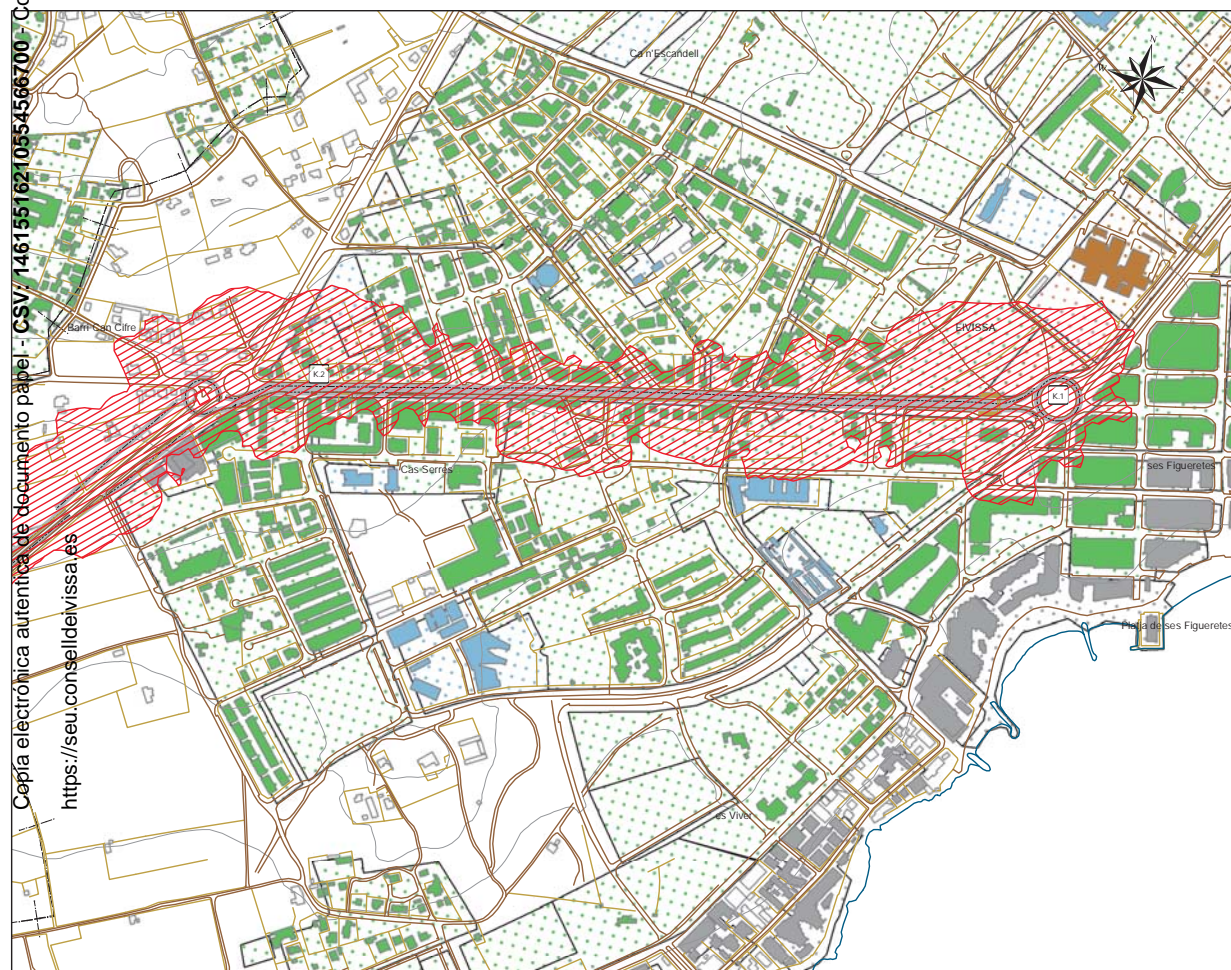 Copia electrónica auténtica de documento papel - CSV: 14615516210554566700 - Co
https://seu.conselldeivissa.es
Ca n'Escandell
N
W
E
S
Barri Can Cifre
EIVISSA
K.2
K.1
Cas Serres
ses Figueretes
Platja de ses Figueretes
es Viver